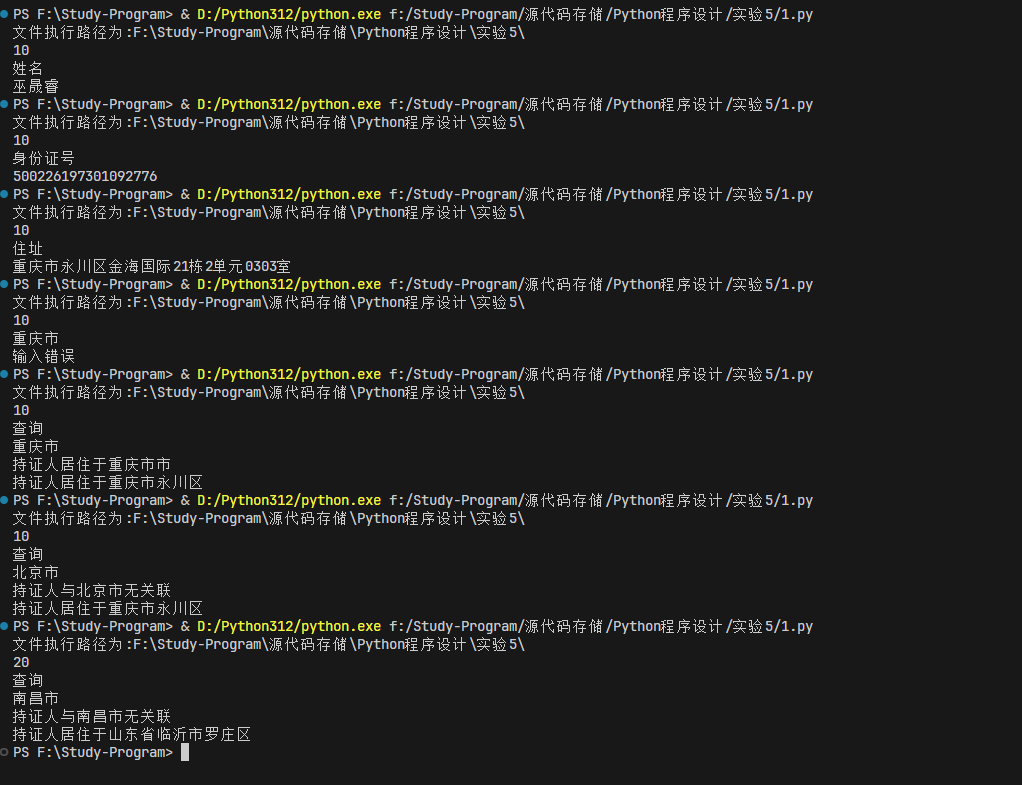 PS F:\Study-Program> & D:/Python312/python.exe f:/Study-Program/源代码存储/Python程序设计/实验5/1.py
文件执行路径为:F:\Study-Program\源代码存储\Python程序设计\实验5\
10
姓名
巫晟睿
PS F:\Study-Program> & D:/Python312/python.exe f:/Study-Program/源代码存储/Python程序设计/实验5/1.py
文件执行路径为:F:\Study-Program\源代码存储\Python程序设计\实验5\
10
身份证号
500226197301092776
PS F:\Study-Program> & D:/Python312/python.exe f:/Study-Program/源代码存储/Python程序设计/实验5/1.py
文件执行路径为:F:\Study-Program\源代码存储\Python程序设计\实验5\
10
住址
重庆市永川区金海国际21栋2单元0303室
PS F:\Study-Program> & D:/Python312/python.exe f:/Study-Program/源代码存储/Python程序设计/实验5/1.py
文件执行路径为:F:\Study-Program\源代码存储\Python程序设计\实验5\
10
重庆市
输入错误
PS F:\Study-Program> & D:/Python312/python.exe f:/Study-Program/源代码存储/Python程序设计/实验5/1.py
文件执行路径为:F:\Study-Program\源代码存储\Python程序设计\实验5\
10
查询
重庆市
持证人居住于重庆市市
持证人居住于重庆市永川区
PS F:\Study-Program> & D:/Python312/python.exe f:/Study-Program/源代码存储/Python程序设计/实验5/1.py
文件执行路径为:F:\Study-Program\源代码存储\Python程序设计\实验5\
10
查询
北京市
持证人与北京市无关联
持证人居住于重庆市永川区
PS F:\Study-Program> & D:/Python312/python.exe f:/Study-Program/源代码存储/Python程序设计/实验5/1.py
文件执行路径为:F:\Study-Program\源代码存储\Python程序设计\实验5\
20
查询
南昌市
持证人与南昌市无关联
持证人居住于山东省临沂市罗庄区
PS F:\Study-Program>